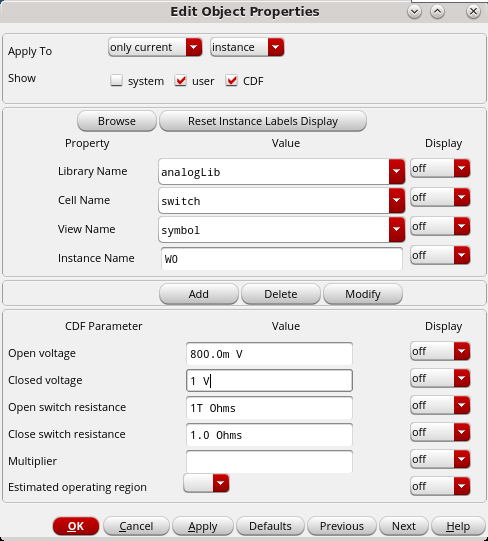 Edit Object Properties
Apply To only current instance
Show system user CDF
Browse Reset Instance Labels Display
Property Value Display
Library Name analogLib off
Cell Name switch off
View Name symbol off
Instance Name W0 off
Add Delete Modify
CDF Parameter Value Display
Open voltage 800.0m V off
Closed voltage 1 V off
Open switch resistance 1T Ohms off
Close switch resistance 1.0 Ohms off
Multiplier off
Estimated operating region off
OK Cancel Apply Defaults Previous Next Help